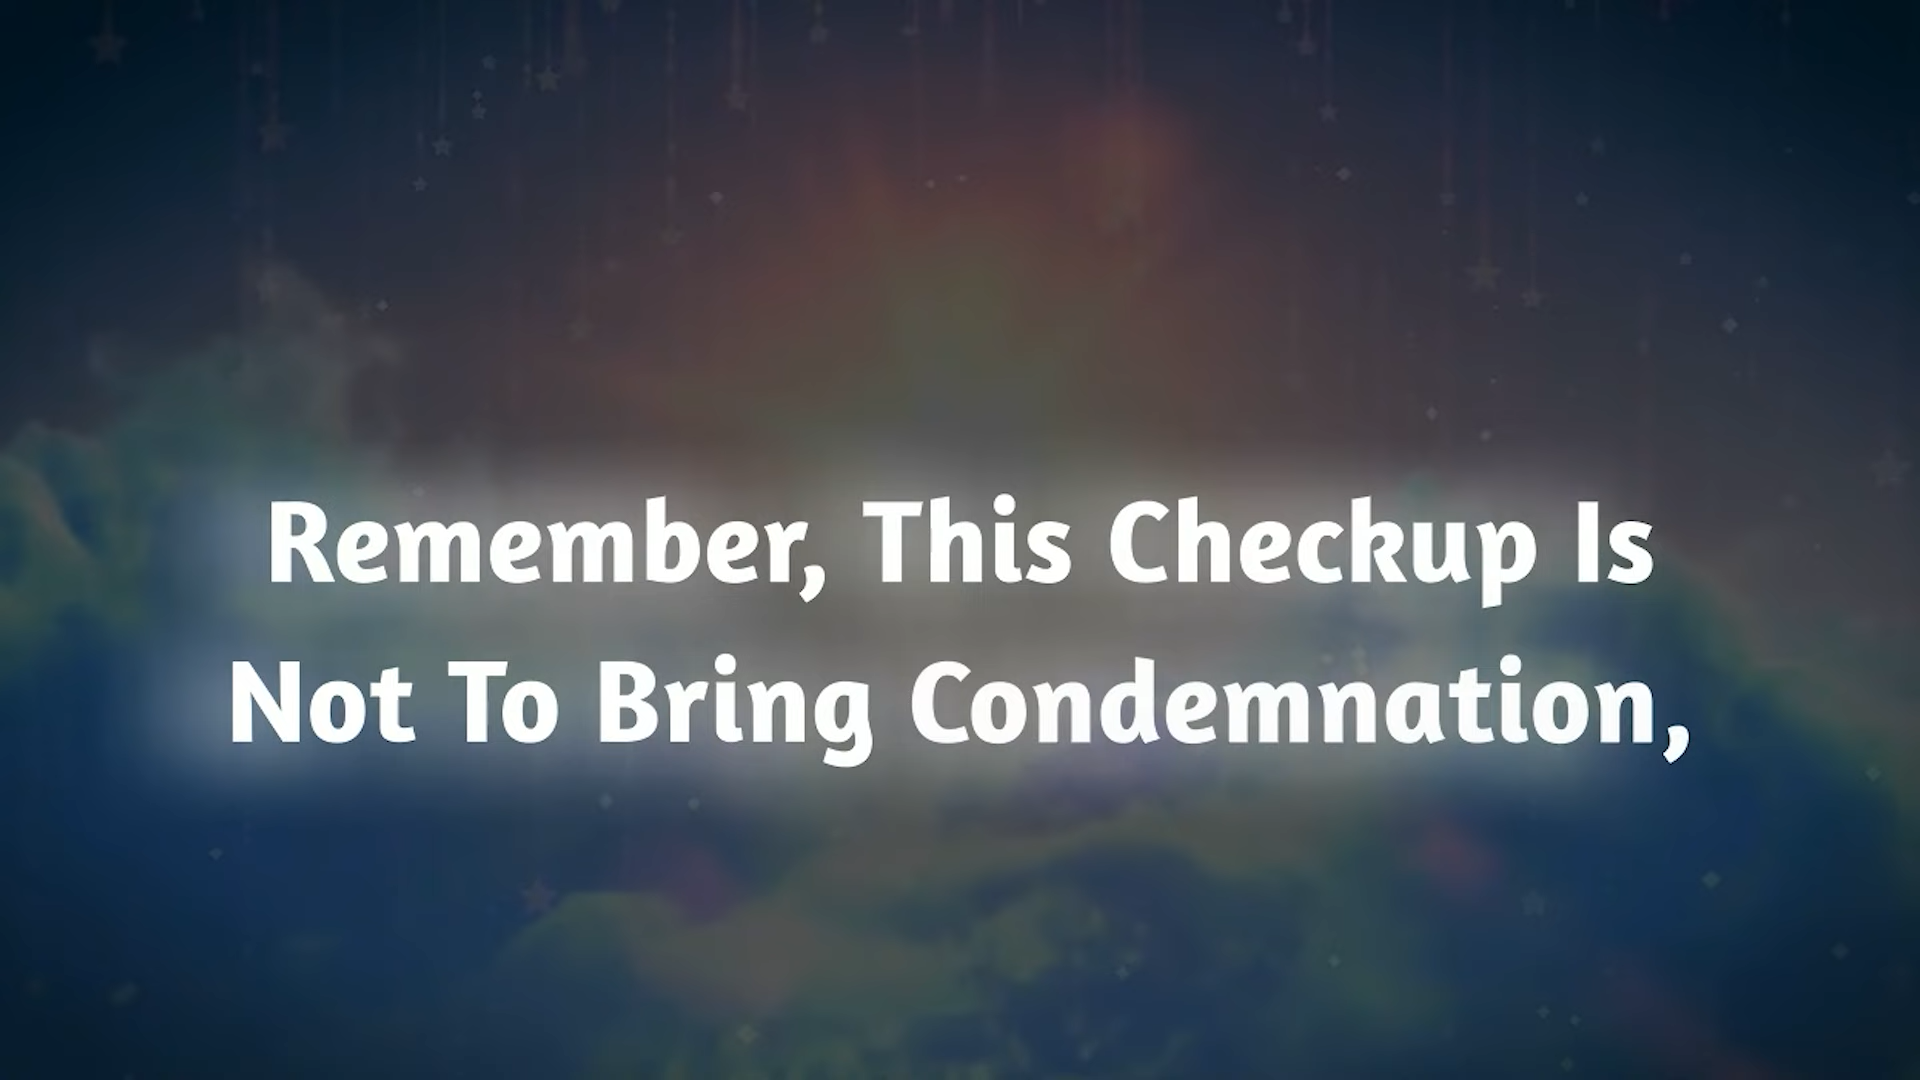 Remember, This Checkup Is
Not To Bring Condemnation,